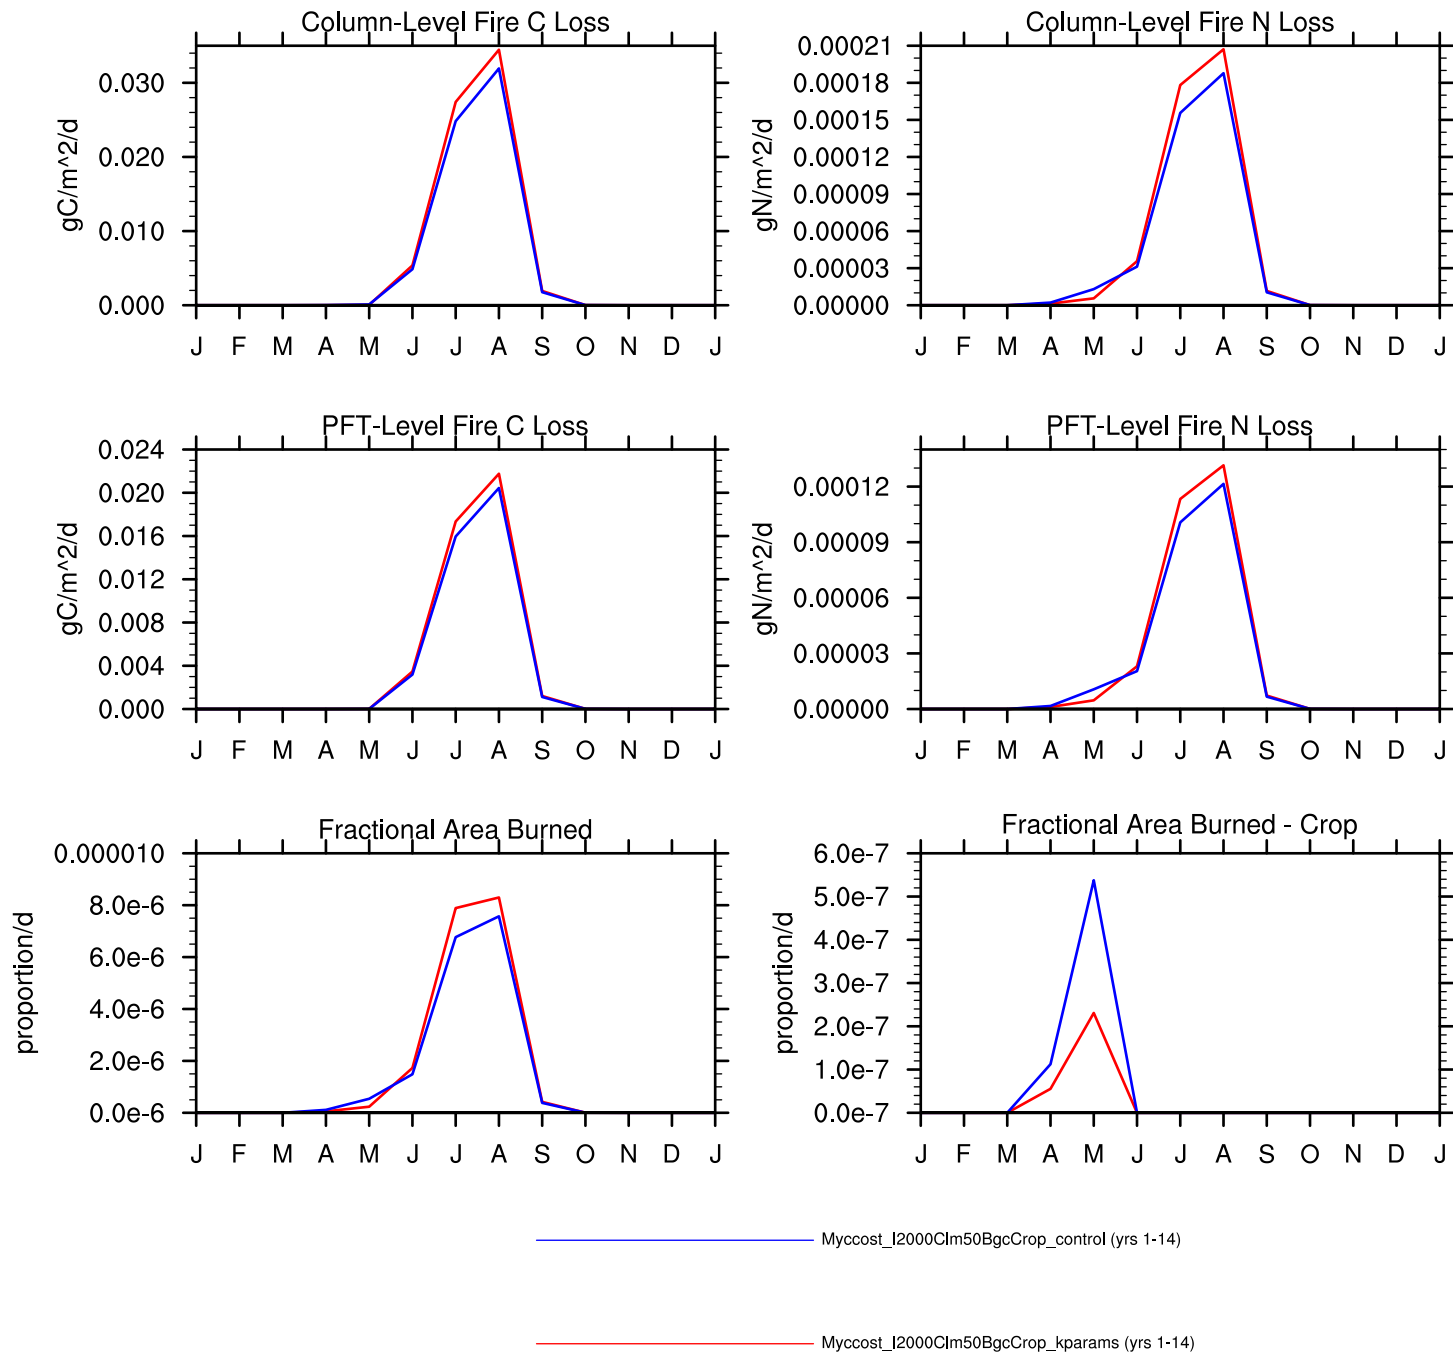 Column-Level Fire C Loss
gC/m^2/d
0.030
0.020
0.010
0.000
J F M A M J J A S O N D J
Column-Level Fire N Loss
gN/m^2/d
0.00021
0.00018
0.00015
0.00012
0.00009
0.00006
0.00003
0.00000
J F M A M J J A S O N D J
PFT-Level Fire C Loss
gC/m^2/d
0.024
0.020
0.016
0.012
0.008
0.004
0.000
J F M A M J J A S O N D J
PFT-Level Fire N Loss
gN/m^2/d
0.00012
0.00009
0.00006
0.00003
0.00000
J F M A M J J A S O N D J
Fractional Area Burned
proportion/d
0.000010
8.0e-6
6.0e-6
4.0e-6
2.0e-6
0.0e-6
J F M A M J J A S O N D J
Fractional Area Burned - Crop
proportion/d
6.0e-7
5.0e-7
4.0e-7
3.0e-7
2.0e-7
1.0e-7
0.0e-7
J F M A M J J A S O N D J
Myccost_I2000Clm50BgcCrop_control (yrs 1-14)
Myccost_I2000Clm50BgcCrop_kparams (yrs 1-14)